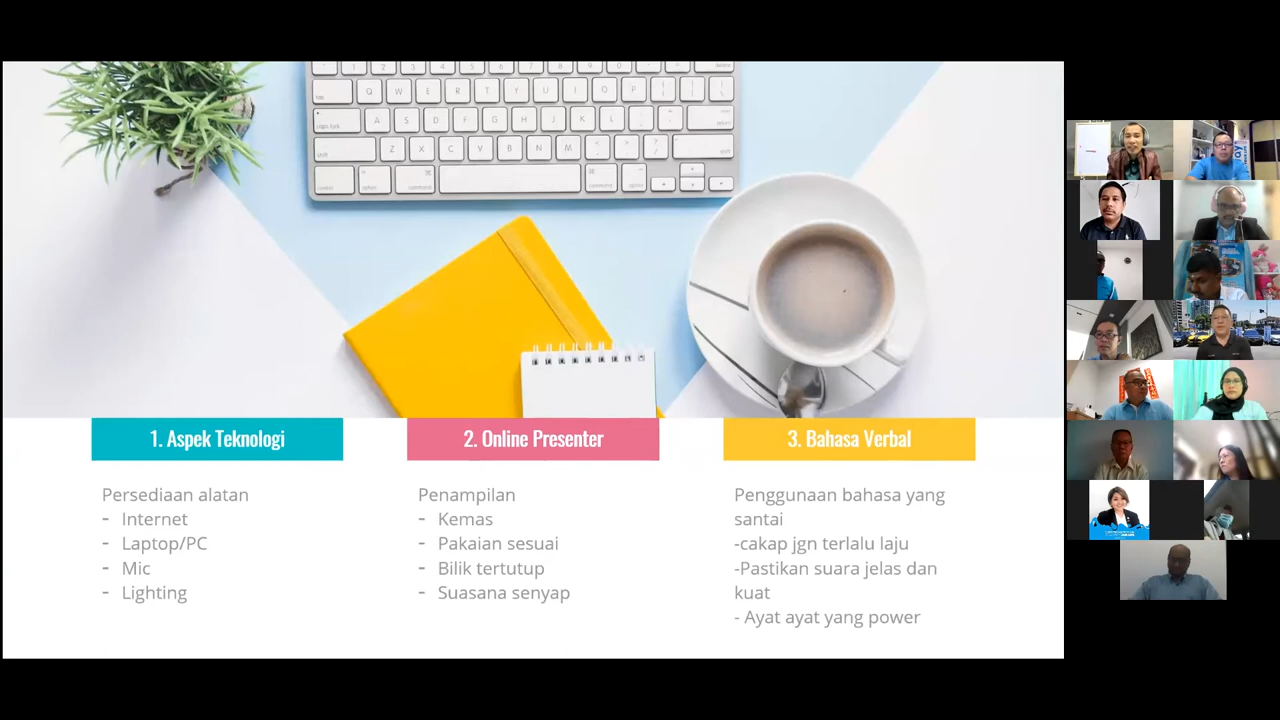 1. Aspek Teknologi
Persediaan alatan
- Internet
- Laptop/PC
- Mic
- Lighting
2. Online Presenter
Penampilan
- Kemas
- Pakaian sesuai
- Bilik tertutup
- Suasana senyap
3. Bahasa Verbal
Penggunaan bahasa yang
santai
-cakap jgn terlalu laju
-Pastikan suara jelas dan
kuat
- Ayat ayat yang power